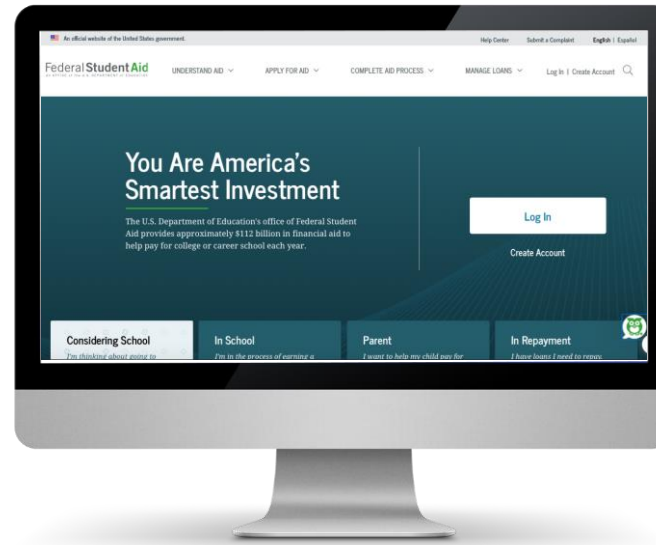 An official website of the United States government.
Help Center Submit a Complaint English | Español
Federal Student Aid
UNDERSTAND AID APPLY FOR AID COMPLETE AID PROCESS MANAGE LOANS Log In | Create Account
You Are America's
Smartest Investment
The U.S. Department of Education's office of Federal Student
Aid provides approximately $112 billion in financial aid to
help pay for college or career school each year.
Log In
Create Account
Considering School In School Parent In Repayment
I'm thinking about going to I'm in the process of earning a I want to help my child pay for I have loans I need to repay.